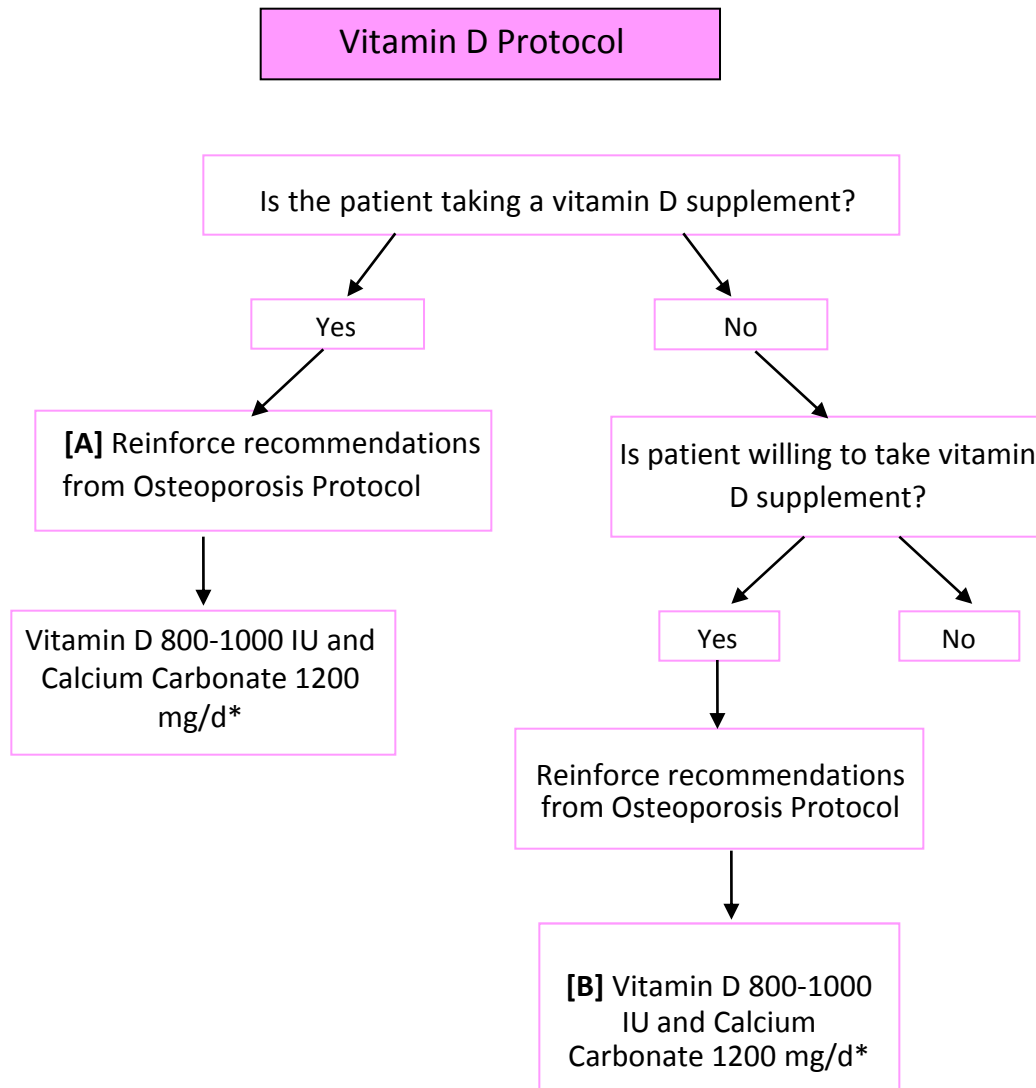 Vitamin D Protocol
Is the patient taking a vitamin D supplement?
Yes
No
[A] Reinforce recommendations
from Osteoporosis Protocol
Is patient willing to take vitamin
D supplement?
Vitamin D 800-1000 IU and
Calcium Carbonate 1200
mg/d*
Yes
No
Reinforce recommendations
from Osteoporosis Protocol
[B] Vitamin D 800-1000
IU and Calcium
Carbonate 1200 mg/d*